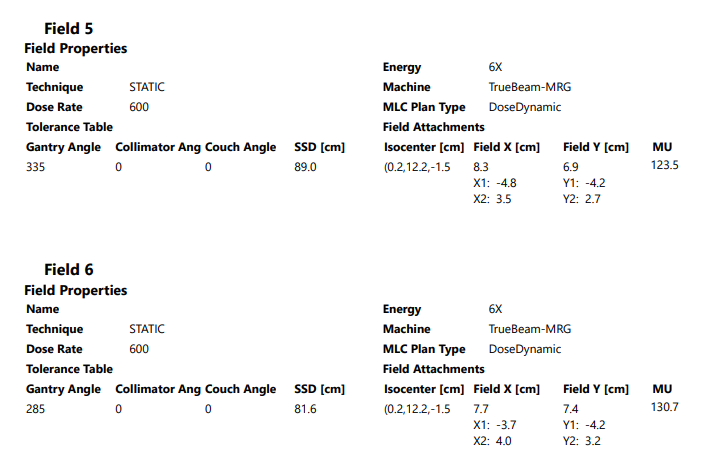 Field 5
Field Properties
Name Energy 6X
Technique STATIC Machine TrueBeam-MRG
Dose Rate 600 MLC Plan Type DoseDynamic
Tolerance Table Field Attachments
Gantry Angle Collimator Ang Couch Angle SSD [cm] Isocenter [cm] Field X [cm] Field Y [cm] MU
335 0 0 89.0 (0.2,12.2,-1.5 8.3 6.9 123.5
X1: -4.8 Y1: -4.2
X2: 3.5 Y2: 2.7
Field 6
Field Properties
Name Energy 6X
Technique STATIC Machine TrueBeam-MRG
Dose Rate 600 MLC Plan Type DoseDynamic
Tolerance Table Field Attachments
Gantry Angle Collimator Ang Couch Angle SSD [cm] Isocenter [cm] Field X [cm] Field Y [cm] MU
285 0 0 81.6 (0.2,12.2,-1.5 7.7 7.4 130.7
X1: -3.7 Y1: -4.2
X2: 4.0 Y2: 3.2